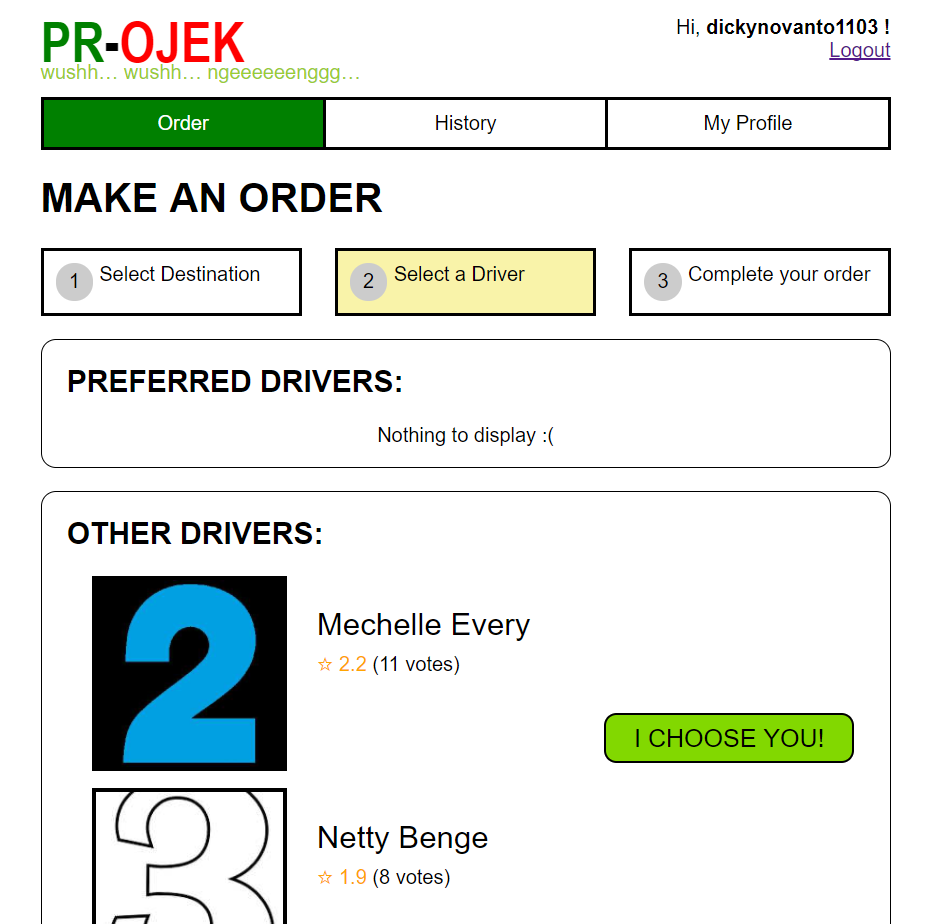 PR-OJEK
wushh... wushh... ngeeeeeenggg...
Hi, dickynovanto1103 !
Logout
Order
History
My Profile
MAKE AN ORDER
1 Select Destination
2 Select a Driver
3 Complete your order
PREFERRED DRIVERS:
Nothing to display :(
OTHER DRIVERS:
2
Mechelle Every
☆ 2.2 (11 votes)
I CHOOSE YOU!
3
Netty Benge
☆ 1.9 (8 votes)